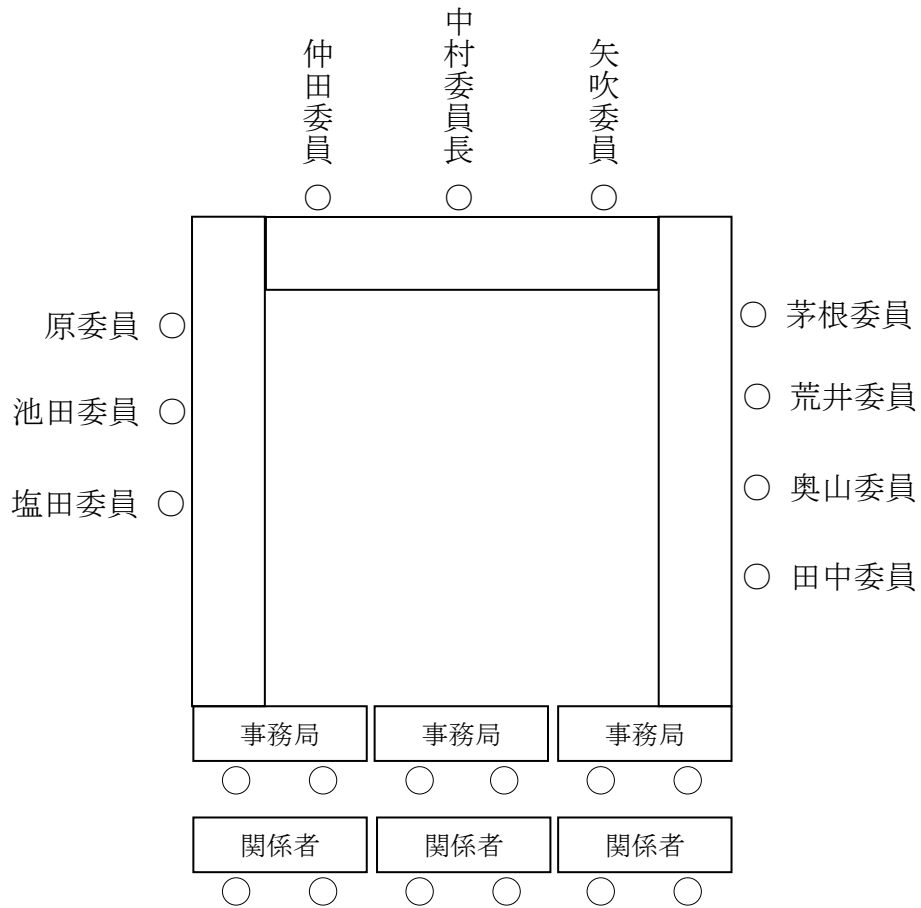 仲田委員
中村委員長
矢吹委員
○ ○ ○
原委員 ○
池田委員 ○
塩田委員 ○
○ 茅根委員
○ 荒井委員
○ 奥山委員
○ 田中委員
事務局 事務局 事務局
○ ○ ○ ○ ○ ○
関係者 関係者 関係者
○ ○ ○ ○ ○ ○